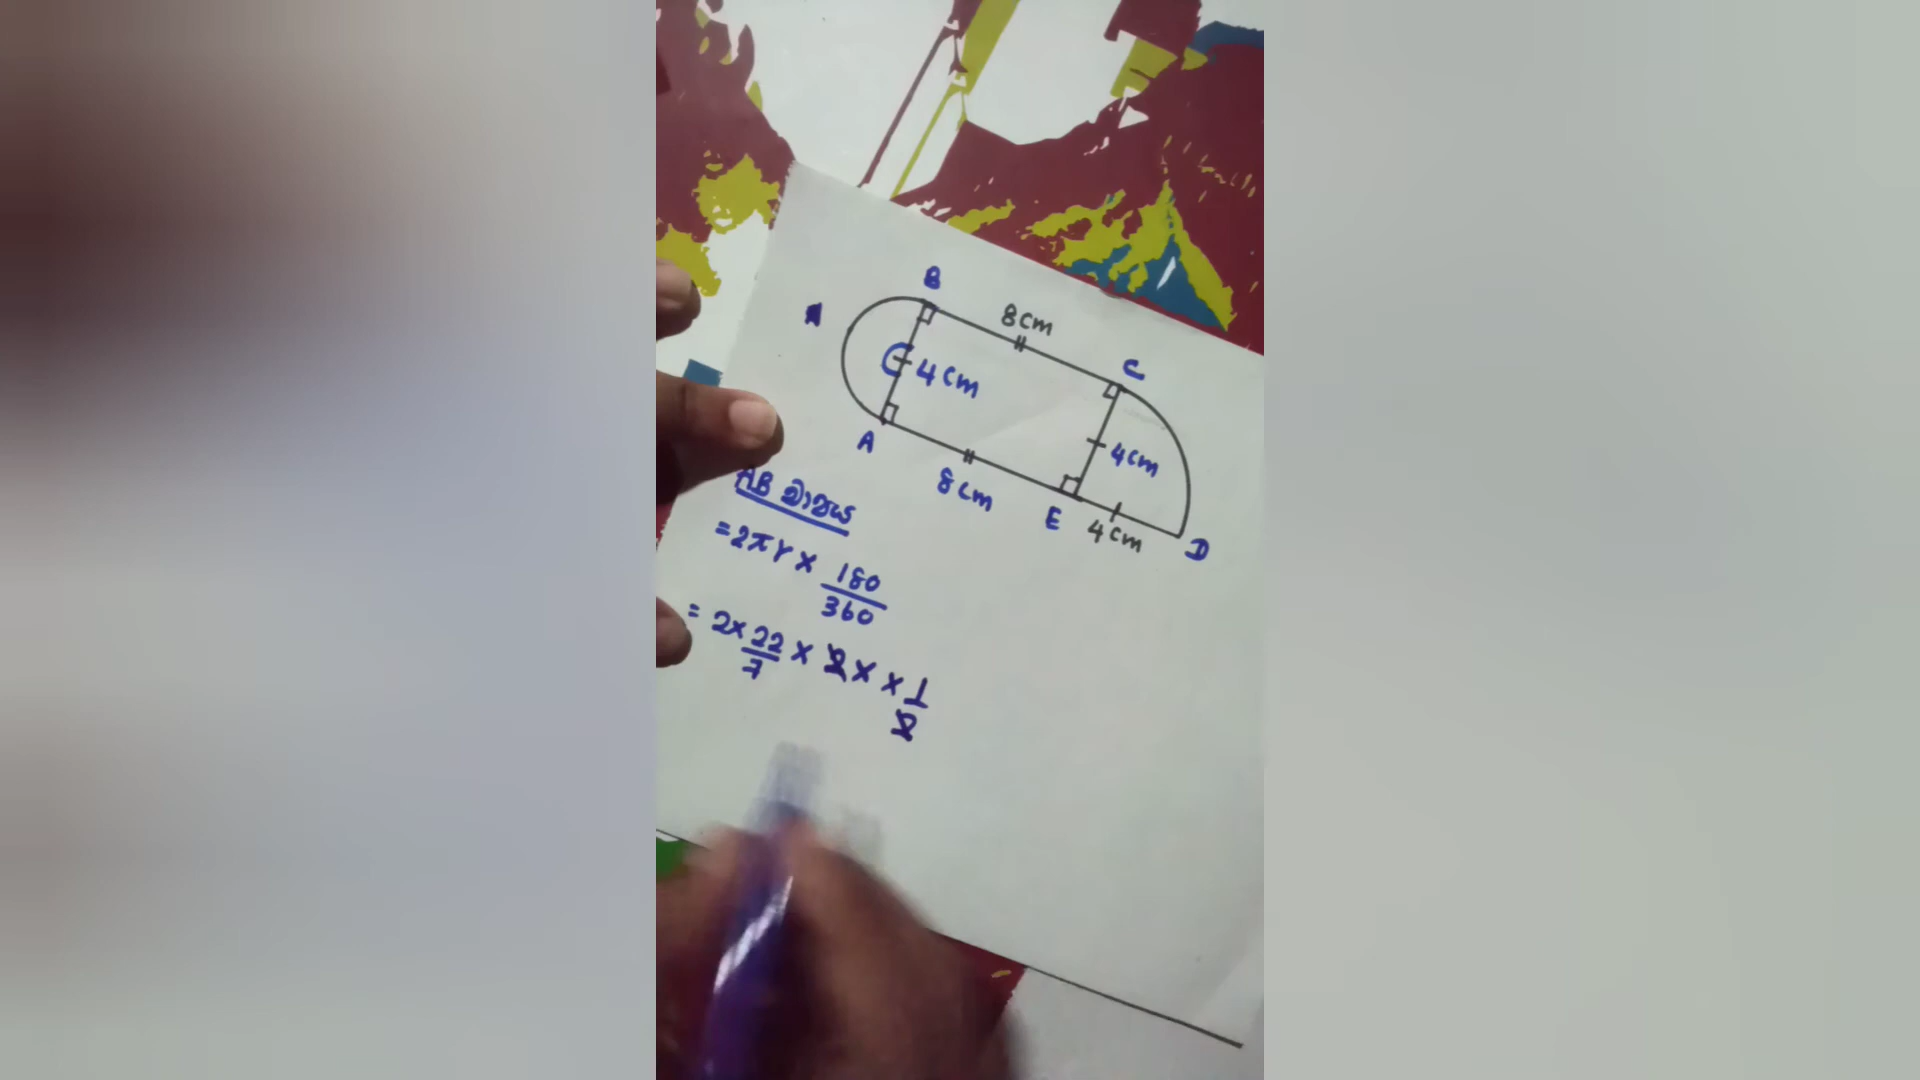 B
8cm
C
4cm
4cm
A
8cm
E
4cm
D
AB චාපය
=2πr × 180/360
= 2× 22/7 × 2 × × 1/2